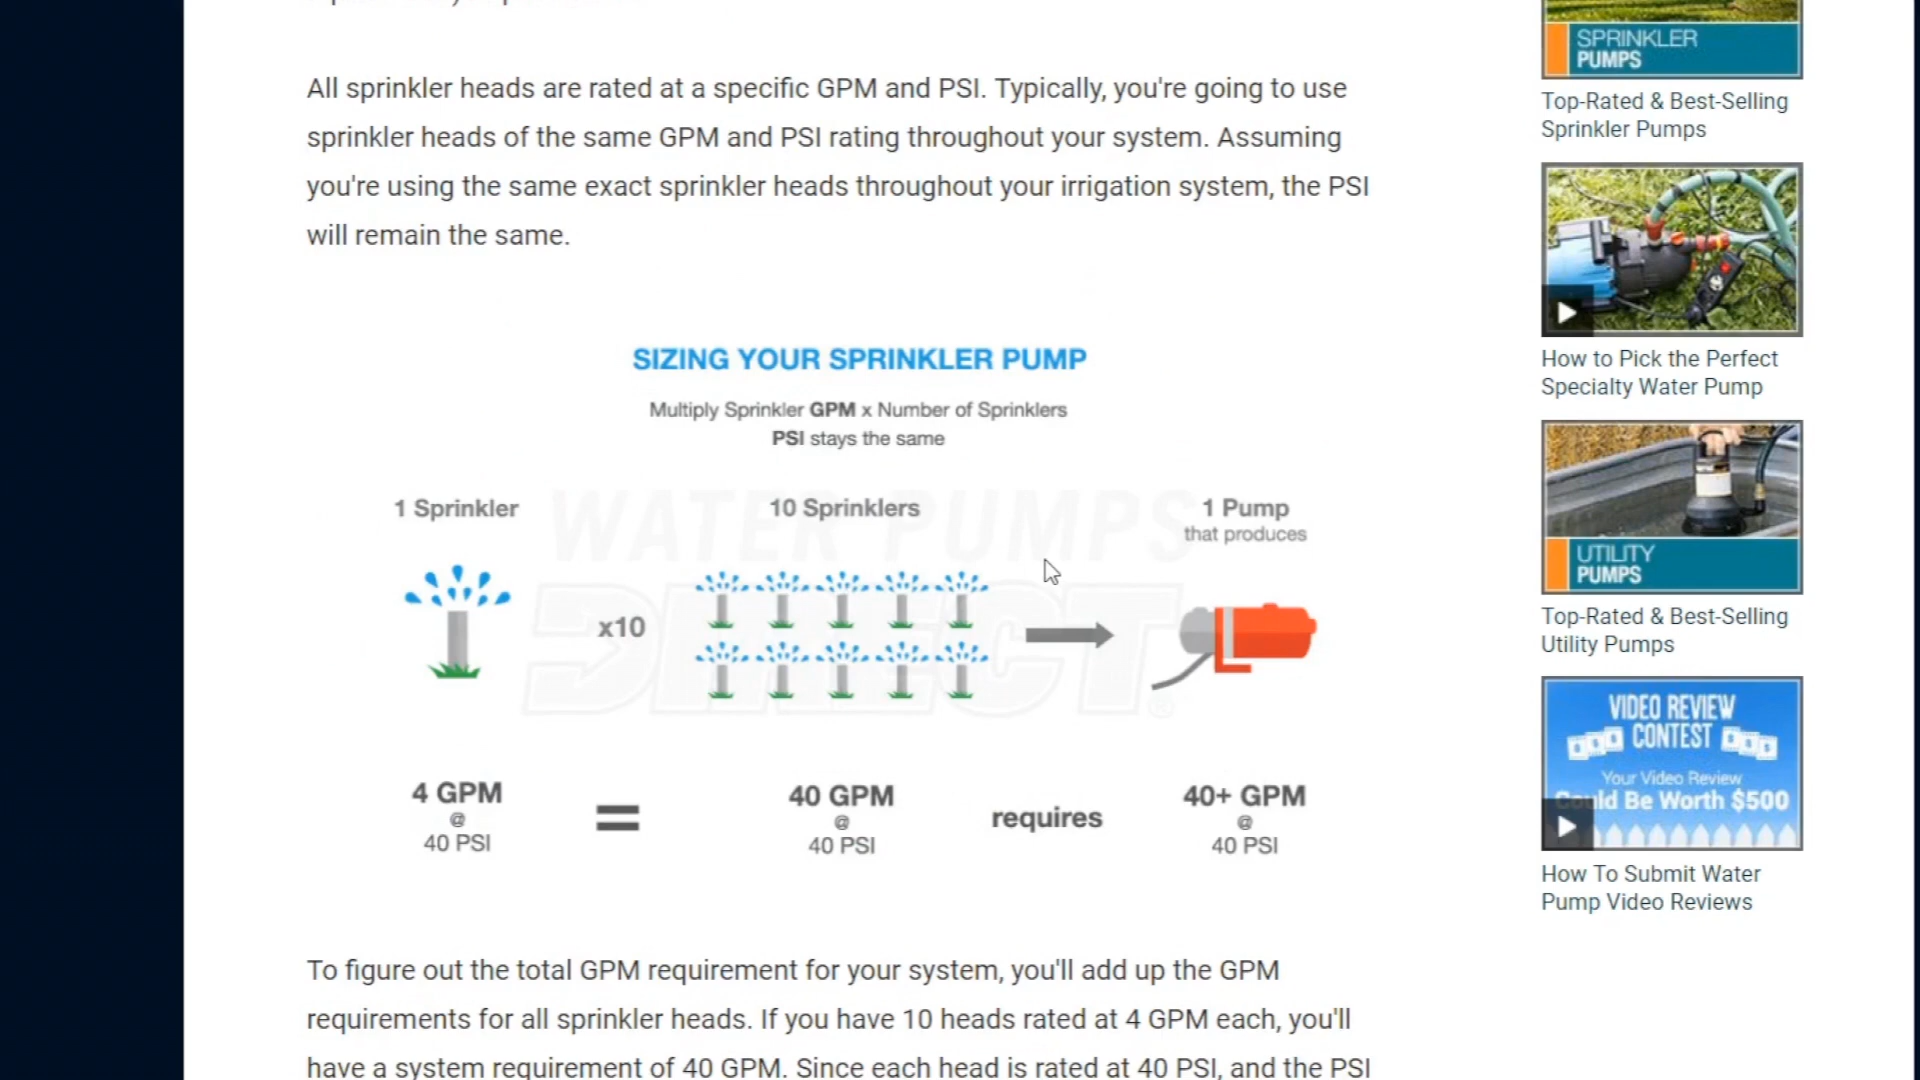 All sprinkler heads are rated at a specific GPM and PSI. Typically, you're going to use
sprinkler heads of the same GPM and PSI rating throughout your system. Assuming
you're using the same exact sprinkler heads throughout your irrigation system, the PSI
will remain the same.
SIZING YOUR SPRINKLER PUMP
Multiply Sprinkler GPM x Number of Sprinklers
PSI stays the same
1 Sprinkler
10 Sprinklers
1 Pump
that produces
WATER PUMPS
DIRECT®
x10
4 GPM
@
40 PSI
=
40 GPM
@
40 PSI
requires
40+ GPM
@
40 PSI
To figure out the total GPM requirement for your system, you'll add up the GPM
requirements for all sprinkler heads. If you have 10 heads rated at 4 GPM each, you'll
have a system requirement of 40 GPM. Since each head is rated at 40 PSI, and the PSI
SPRINKLER
PUMPS
Top-Rated & Best-Selling
Sprinkler Pumps
How to Pick the Perfect
Specialty Water Pump
UTILITY
PUMPS
Top-Rated & Best-Selling
Utility Pumps
VIDEO REVIEW
CONTEST
Your Video Review
Could Be Worth $500
How To Submit Water
Pump Video Reviews